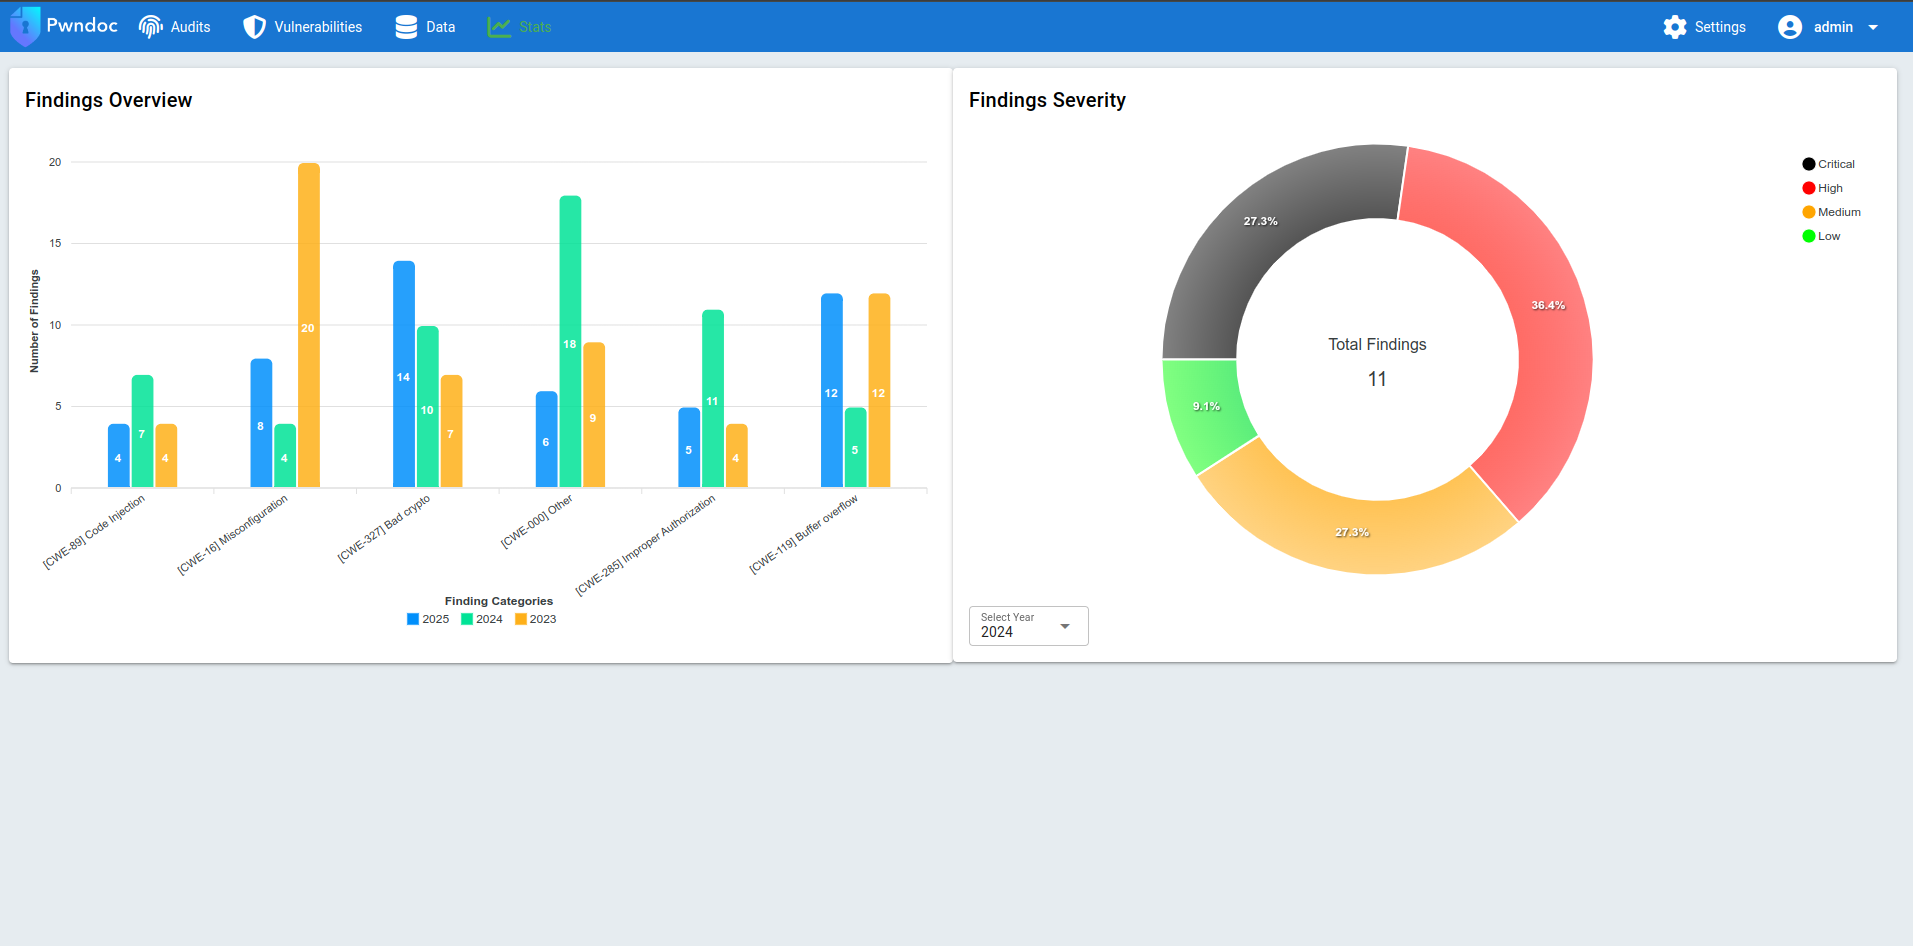 Pwndoc Audits Vulnerabilities Data Stats Settings admin
Findings Overview
20
15
10
5
0
Number of Findings
4 7 4
8 4 20
14 10 7
6 18 9
5 11 4
12 5 12
[CWE-89] Code Injection
[CWE-16] Misconfiguration
[CWE-327] Bad crypto
[CWE-000] Other
[CWE-285] Improper Authorization
[CWE-119] Buffer overflow
Finding Categories
2025 2024 2023
Findings Severity
27.3%
36.4%
9.1%
27.3%
Total Findings
11
Critical
High
Medium
Low
Select Year
2024